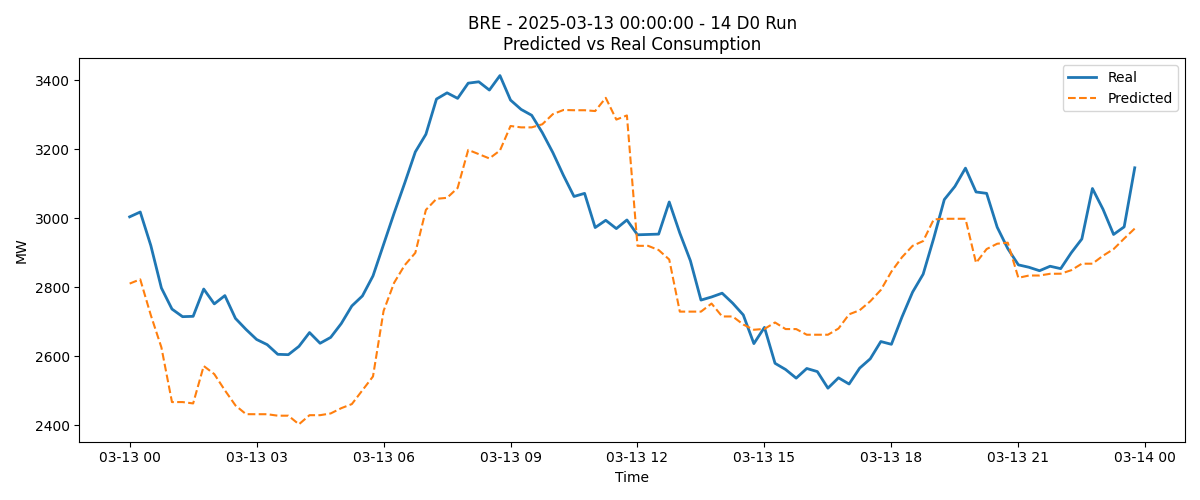 BRE - 2025-03-13 00:00:00 - 14 D0 Run
Predicted vs Real Consumption
Real
Predicted
MW
3400
3200
3000
2800
2600
2400
03-13 00
03-13 03
03-13 06
03-13 09
03-13 12
03-13 15
03-13 18
03-13 21
03-14 00
Time